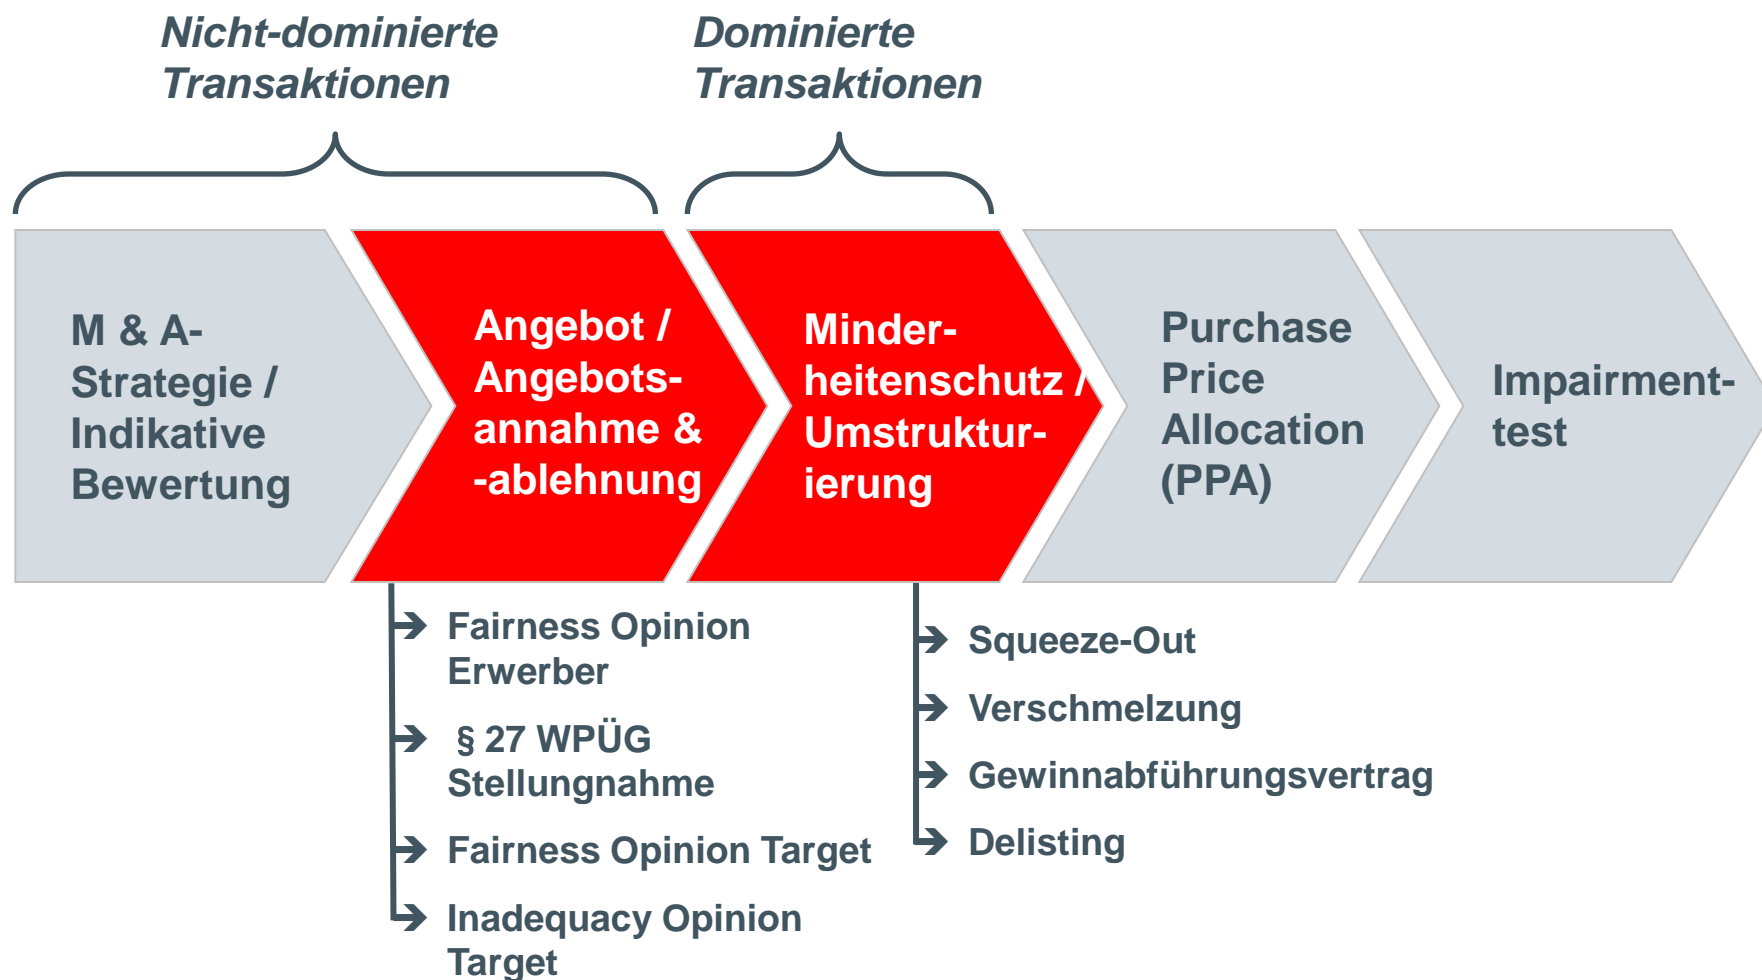 Nicht-dominierte
Transaktionen
Dominierte
Transaktionen
M & A-
Strategie /
Indikative
Bewertung
Angebot /
Angebots-
annahme &
-ablehnung
Minder-
heitenschutz /
Umstruktur-
ierung
Purchase
Price
Allocation
(PPA)
Impairment-
test
Fairness Opinion
Erwerber
§ 27 WPÜG
Stellungnahme
Fairness Opinion Target
Inadequacy Opinion
Target
Squeeze-Out
Verschmelzung
Gewinnabführungsvertrag
Delisting